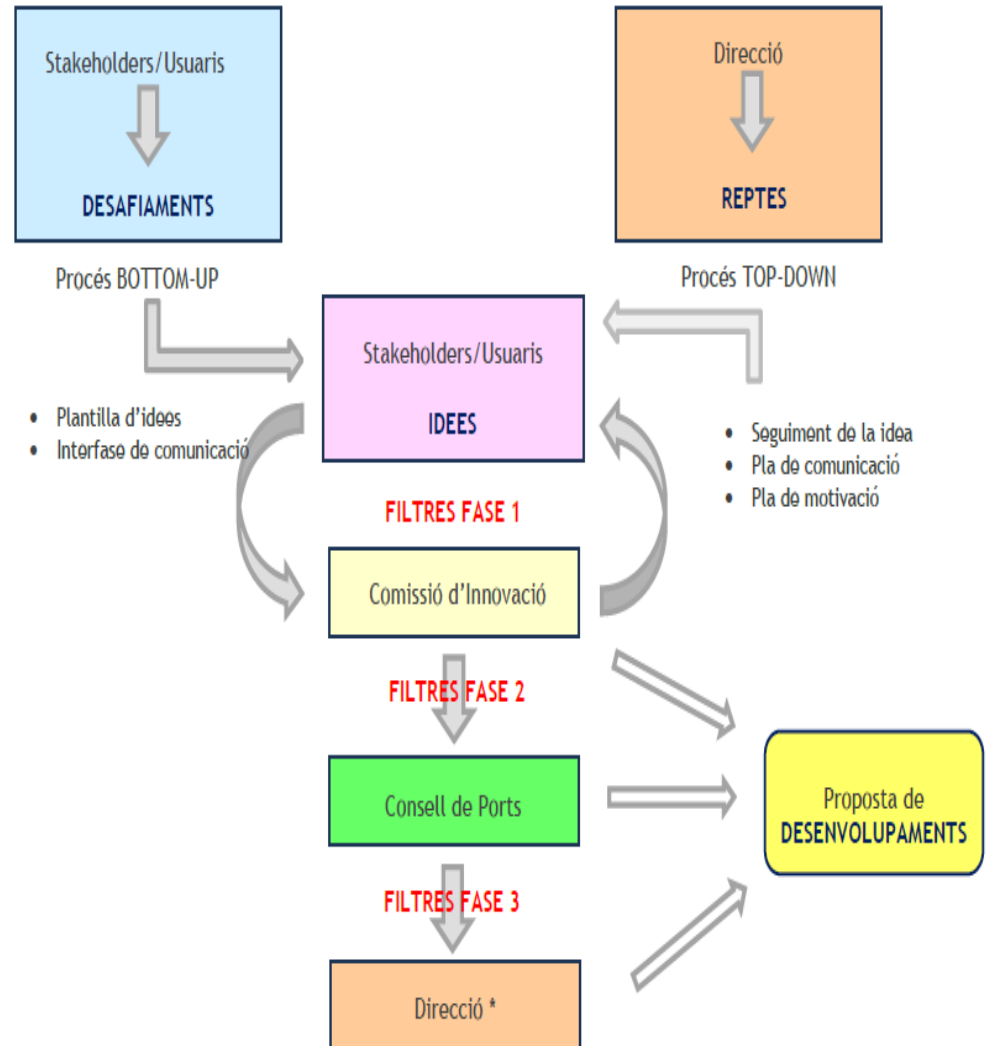 Stakeholders/Usuaris
DESAFIAMENTS
Direcció
REPTES
Procés BOTTOM-UP
Procés TOP-DOWN
Stakeholders/Usuaris
IDEES
• Plantilla d'idees
• Interfase de comunicació
• Seguiment de la idea
• Pla de comunicació
• Pla de motivació
FILTRES FASE 1
Comissió d'Innovació
FILTRES FASE 2
Consell de Ports
Proposta de
DESENVOLUPAMENTS
FILTRES FASE 3
Direcció *